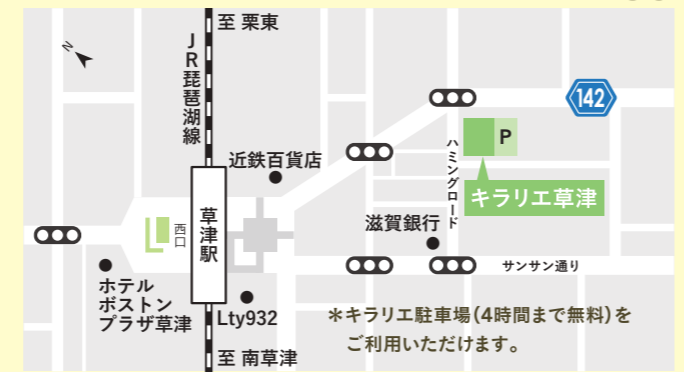 至 栗東
N
JR琵琶湖線
142
近鉄百貨店
P
ハミングロード
キラリエ草津
草津駅
西口
滋賀銀行
サンサン通り
ホテル
ボストン
プラザ草津
Lty932
＊キラリエ駐車場(4時間まで無料)を
ご利用いただけます。
至 南草津